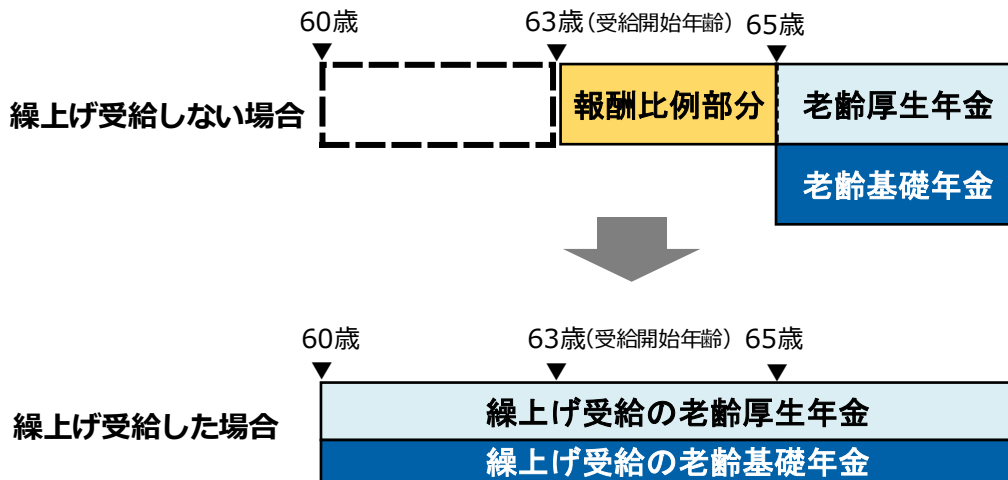 60歳 63歳(受給開始年齢) 65歳
繰上げ受給しない場合
報酬比例部分
老齢厚生年金
老齢基礎年金
60歳 63歳(受給開始年齢) 65歳
繰上げ受給した場合
繰上げ受給の老齢厚生年金
繰上げ受給の老齢基礎年金